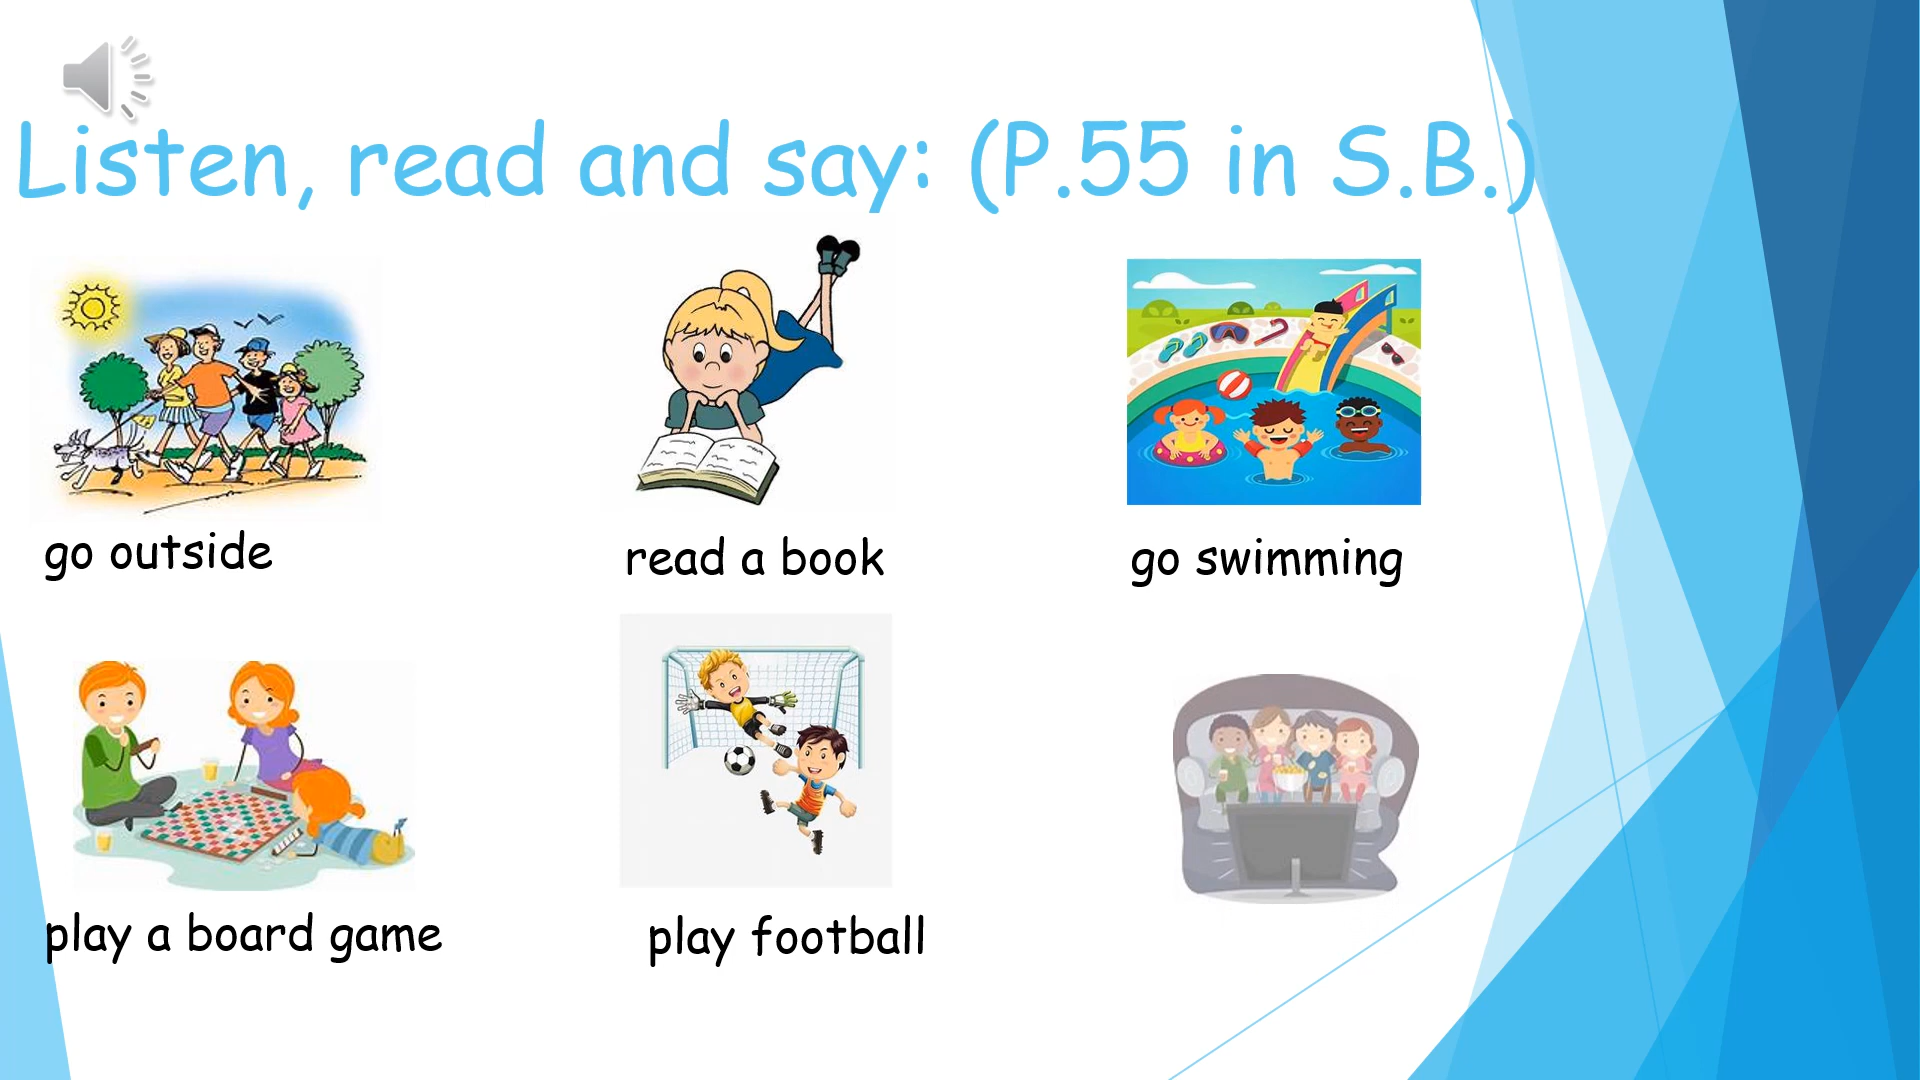 Listen, read and say: (P.55 in S.B.)
go outside
read a book
go swimming
play a board game
play football